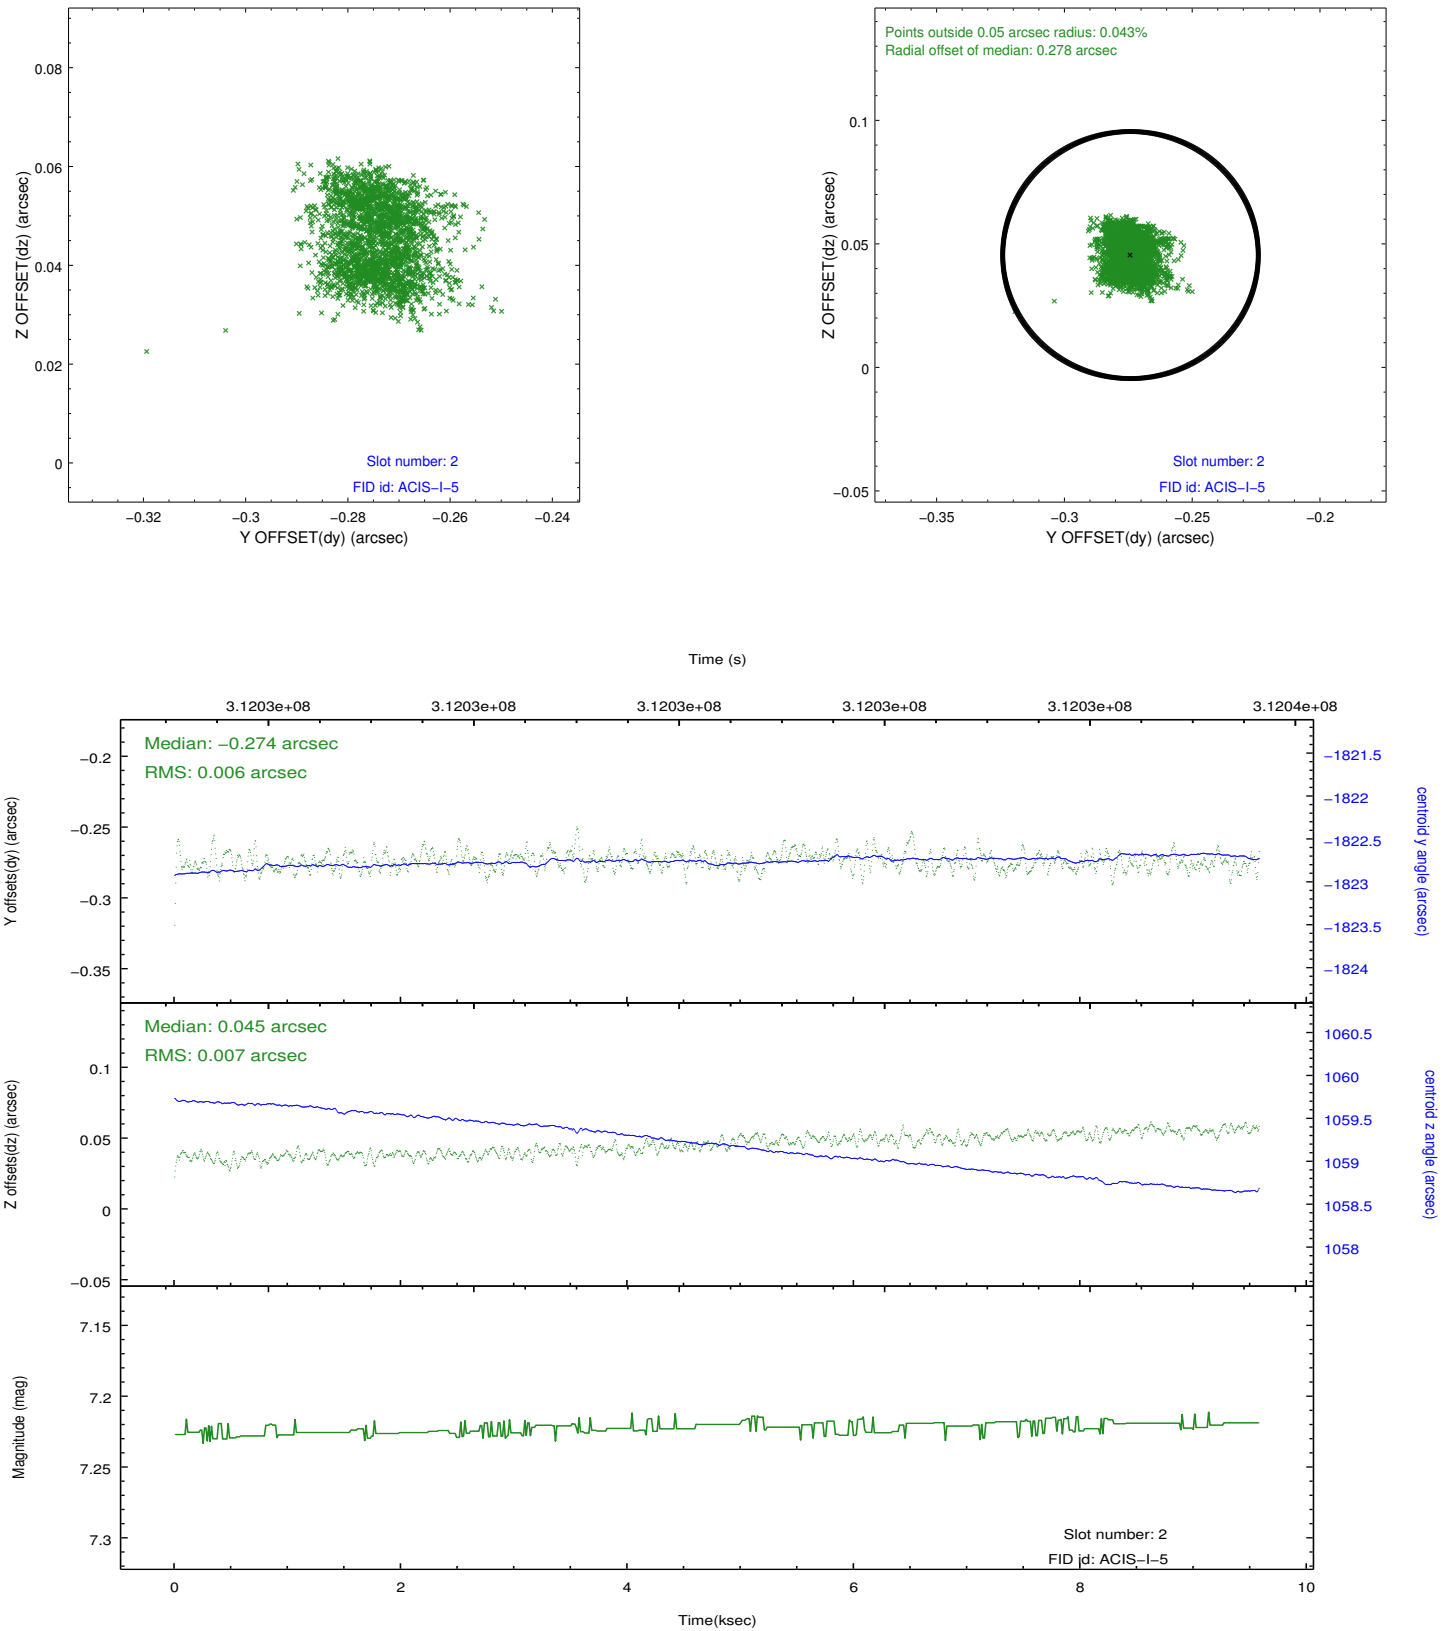 0.08
0.06
0.04
0.02
0
Z OFFSET(dz) (arcsec)
Slot number: 2
FID id: ACIS−I−5
−0.32 −0.3 −0.28 −0.26 −0.24
Y OFFSET(dy) (arcsec)
Points outside 0.05 arcsec radius: 0.043%
Radial offset of median: 0.278 arcsec
0.1
0.05
0
−0.05
Z OFFSET(dz) (arcsec)
Slot number: 2
FID id: ACIS−I−5
−0.35 −0.3 −0.25 −0.2
Y OFFSET(dy) (arcsec)
Time (s)
3.1203e+08 3.1203e+08 3.1203e+08 3.1203e+08 3.1203e+08 3.1204e+08
Median: −0.274 arcsec
RMS: 0.006 arcsec
−0.2
−0.25
−0.3
−0.35
Y offsets(dy) (arcsec)
−1821.5
−1822
−1822.5
−1823
−1823.5
−1824
centroid y angle (arcsec)
Median: 0.045 arcsec
RMS: 0.007 arcsec
0.1
0.05
0
−0.05
Z offsets(dz) (arcsec)
1060.5
1060
1059.5
1059
1058.5
1058
centroid z angle (arcsec)
7.15
7.2
7.25
7.3
Magnitude (mag)
Slot number: 2
FID id: ACIS−I−5
0 2 4 6 8 10
Time(ksec)